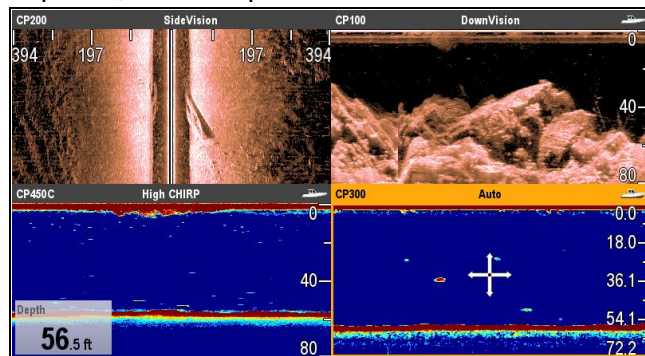 CP200 SideVision
394 197 197 394
CP100 DownVision
0
40
80
CP450C High CHIRP
0
40
80
Depth
56.5 ft
CP300 Auto
0.0
18.0
36.1
54.1
72.2